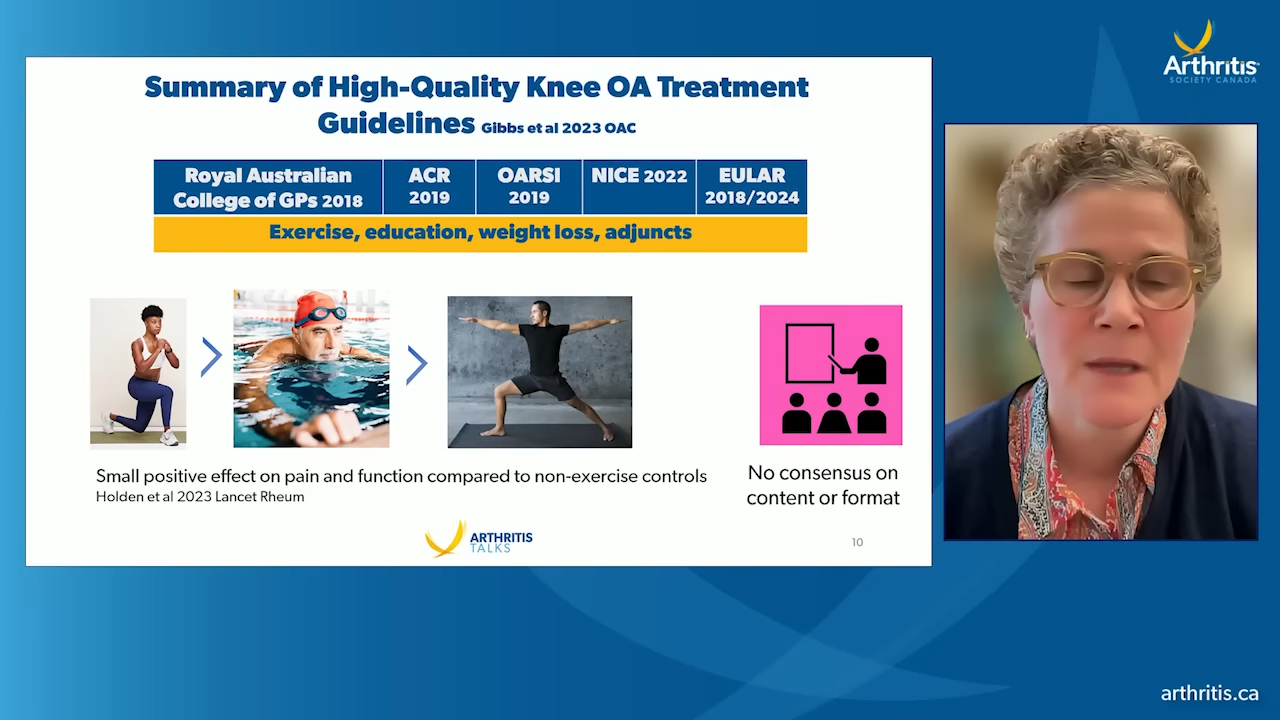 Arthritis
SOCIETY CANADA
Summary of High-Quality Knee OA Treatment
Guidelines Gibbs et al 2023 OAC
Royal Australian
College of GPs 2018
ACR
2019
OARSI
2019
NICE 2022
EULAR
2018/2024
Exercise, education, weight loss, adjuncts
Small positive effect on pain and function compared to non-exercise controls
Holden et al 2023 Lancet Rheum
No consensus on
content or format
ARTHRITIS
TALKS
10
arthritis.ca